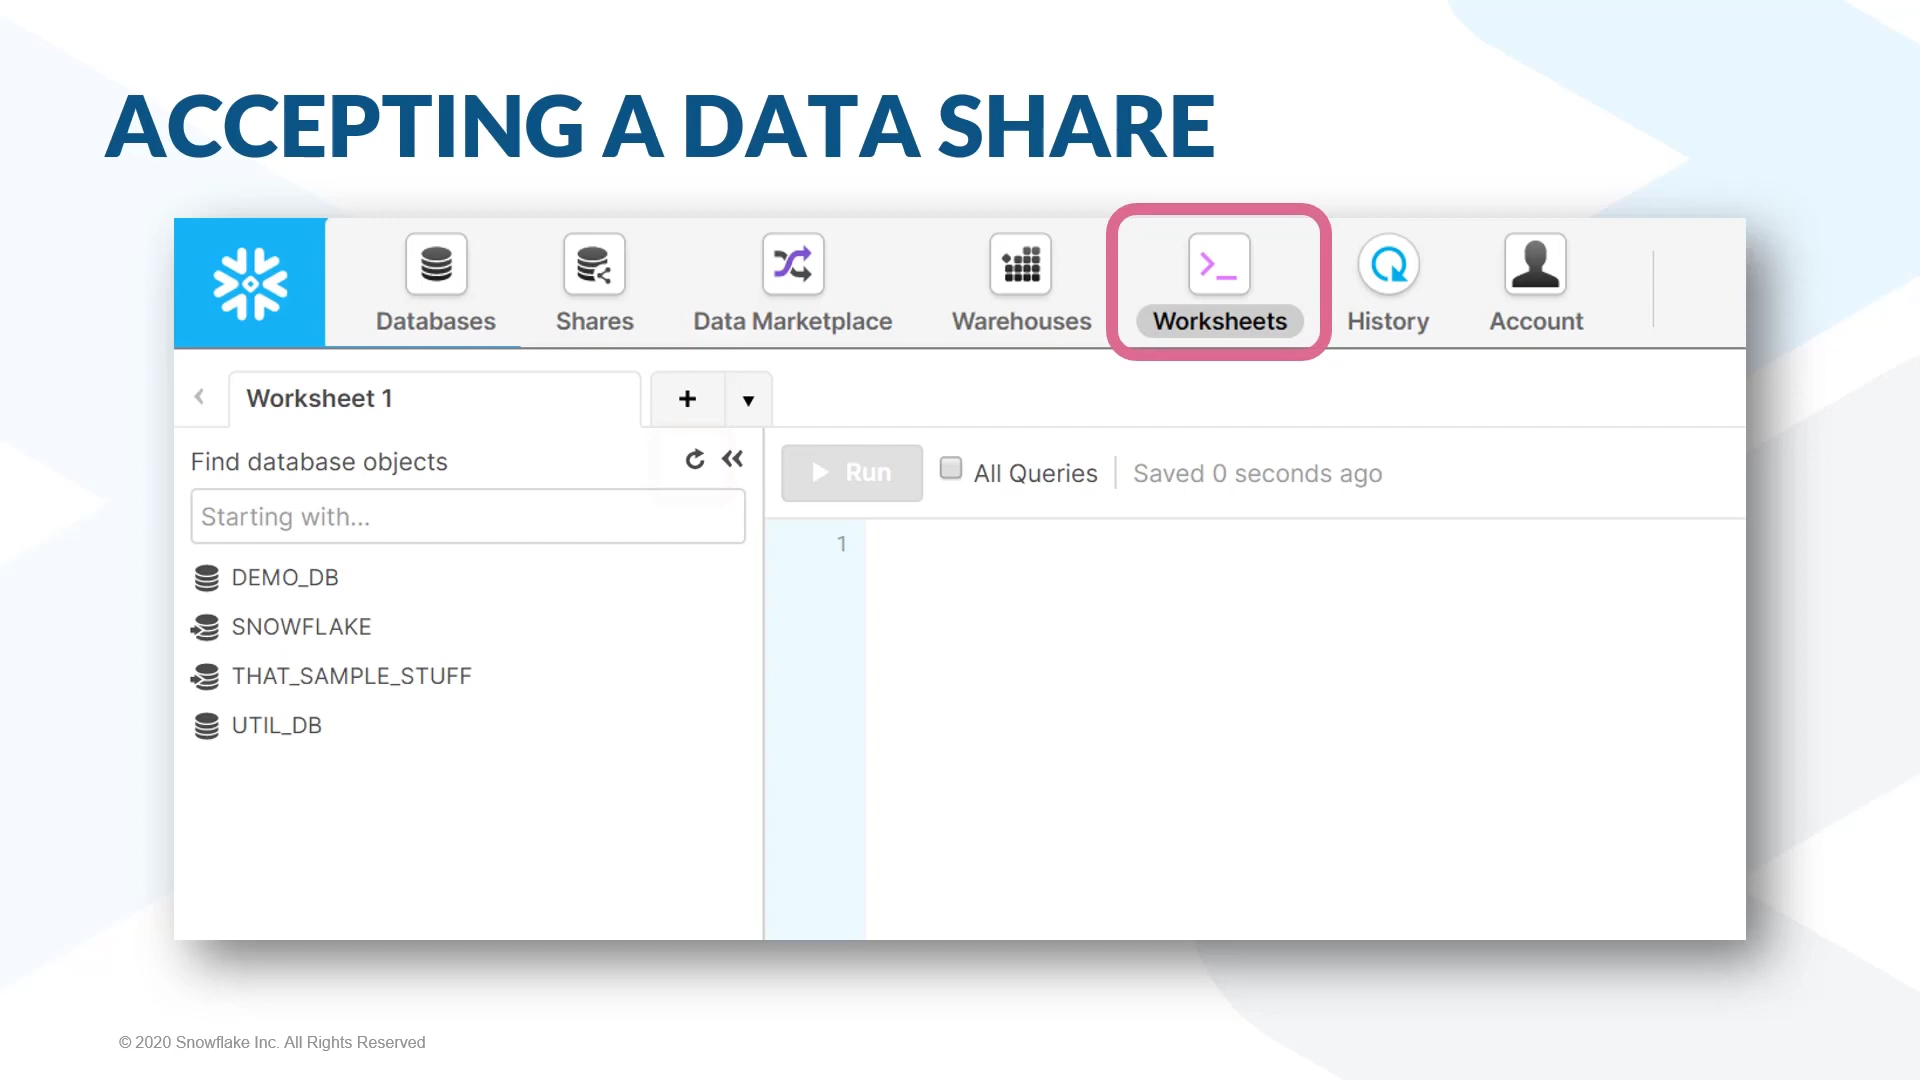 ACCEPTING A DATA SHARE
Databases
Shares
Data Marketplace
Warehouses
Worksheets
History
Account
Worksheet 1
+
Find database objects
Starting with...
DEMO_DB
SNOWFLAKE
THAT_SAMPLE_STUFF
UTIL_DB
Run
All Queries
Saved 0 seconds ago
1
© 2020 Snowflake Inc. All Rights Reserved